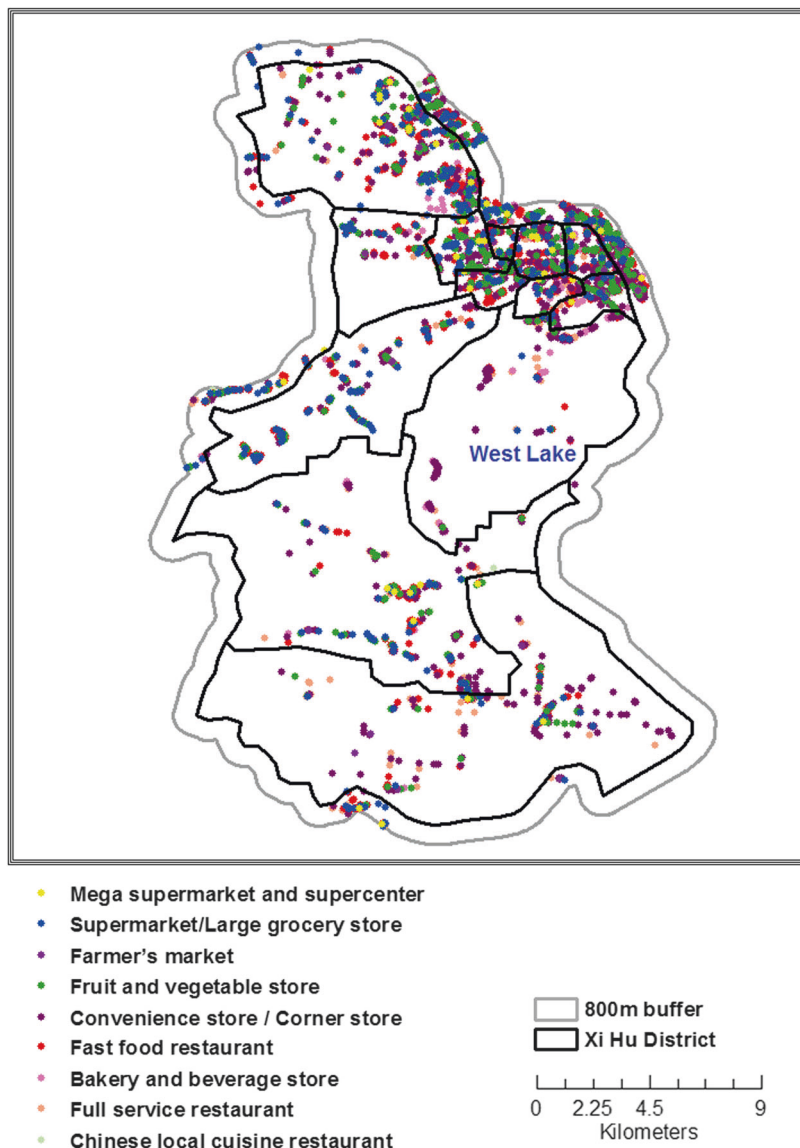 West Lake
Mega supermarket and supercenter
Supermarket/Large grocery store
Farmer's market
Fruit and vegetable store
Convenience store / Corner store
Fast food restaurant
Bakery and beverage store
Full service restaurant
Chinese local cuisine restaurant
800m buffer
Xi Hu District
0 2.25 4.5 9
Kilometers